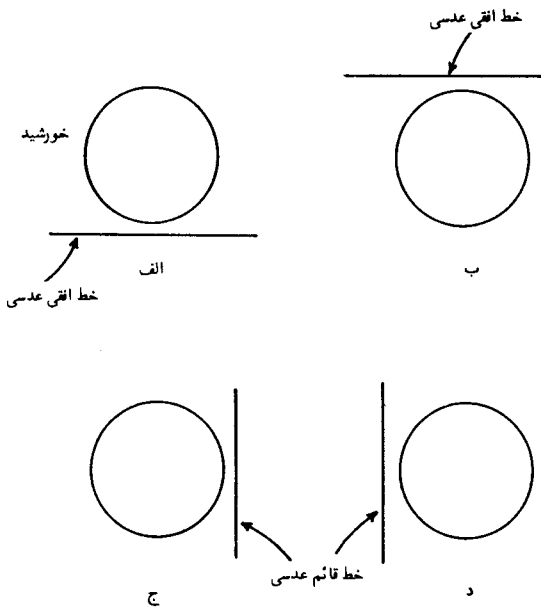 خط افقی عدسی
خورشید
الف
ب
خط افقی عدسی
خط قائم عدسی
ج
د